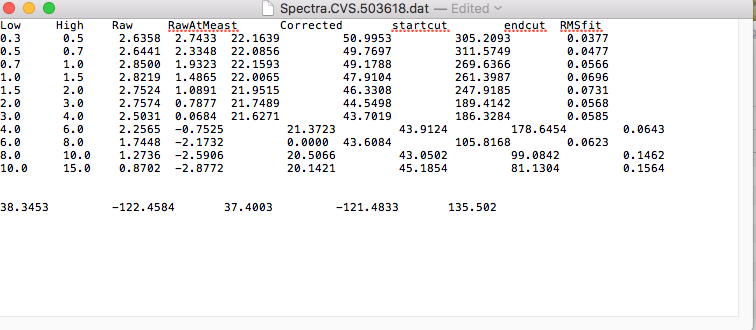 Spectra.CVS.503618.dat — Edited
Low High Raw RawAtMeast Corrected startcut endcut RMSfit
0.3 0.5 2.6358 2.7433 22.1639 50.9953 305.2093 0.0377
0.5 0.7 2.6441 2.3348 22.0856 49.7697 311.5749 0.0477
0.7 1.0 2.8500 1.9323 22.1593 49.1788 269.6366 0.0566
1.0 1.5 2.8219 1.4865 22.0065 47.9104 261.3987 0.0696
1.5 2.0 2.7524 1.0891 21.9515 46.3308 247.9185 0.0731
2.0 3.0 2.7574 0.7877 21.7489 44.5498 189.4142 0.0568
3.0 4.0 2.5031 0.0684 21.6271 43.7019 186.3284 0.0585
4.0 6.0 2.2565 -0.7525 21.3723 43.9124 178.6454 0.0643
6.0 8.0 1.7448 -2.1732 0.0000 43.6084 105.8168 0.0623
8.0 10.0 1.2736 -2.5906 20.5066 43.0502 99.0842 0.1462
10.0 15.0 0.8702 -2.8772 20.1421 45.1854 81.1304 0.1564
38.3453 -122.4584 37.4003 -121.4833 135.502